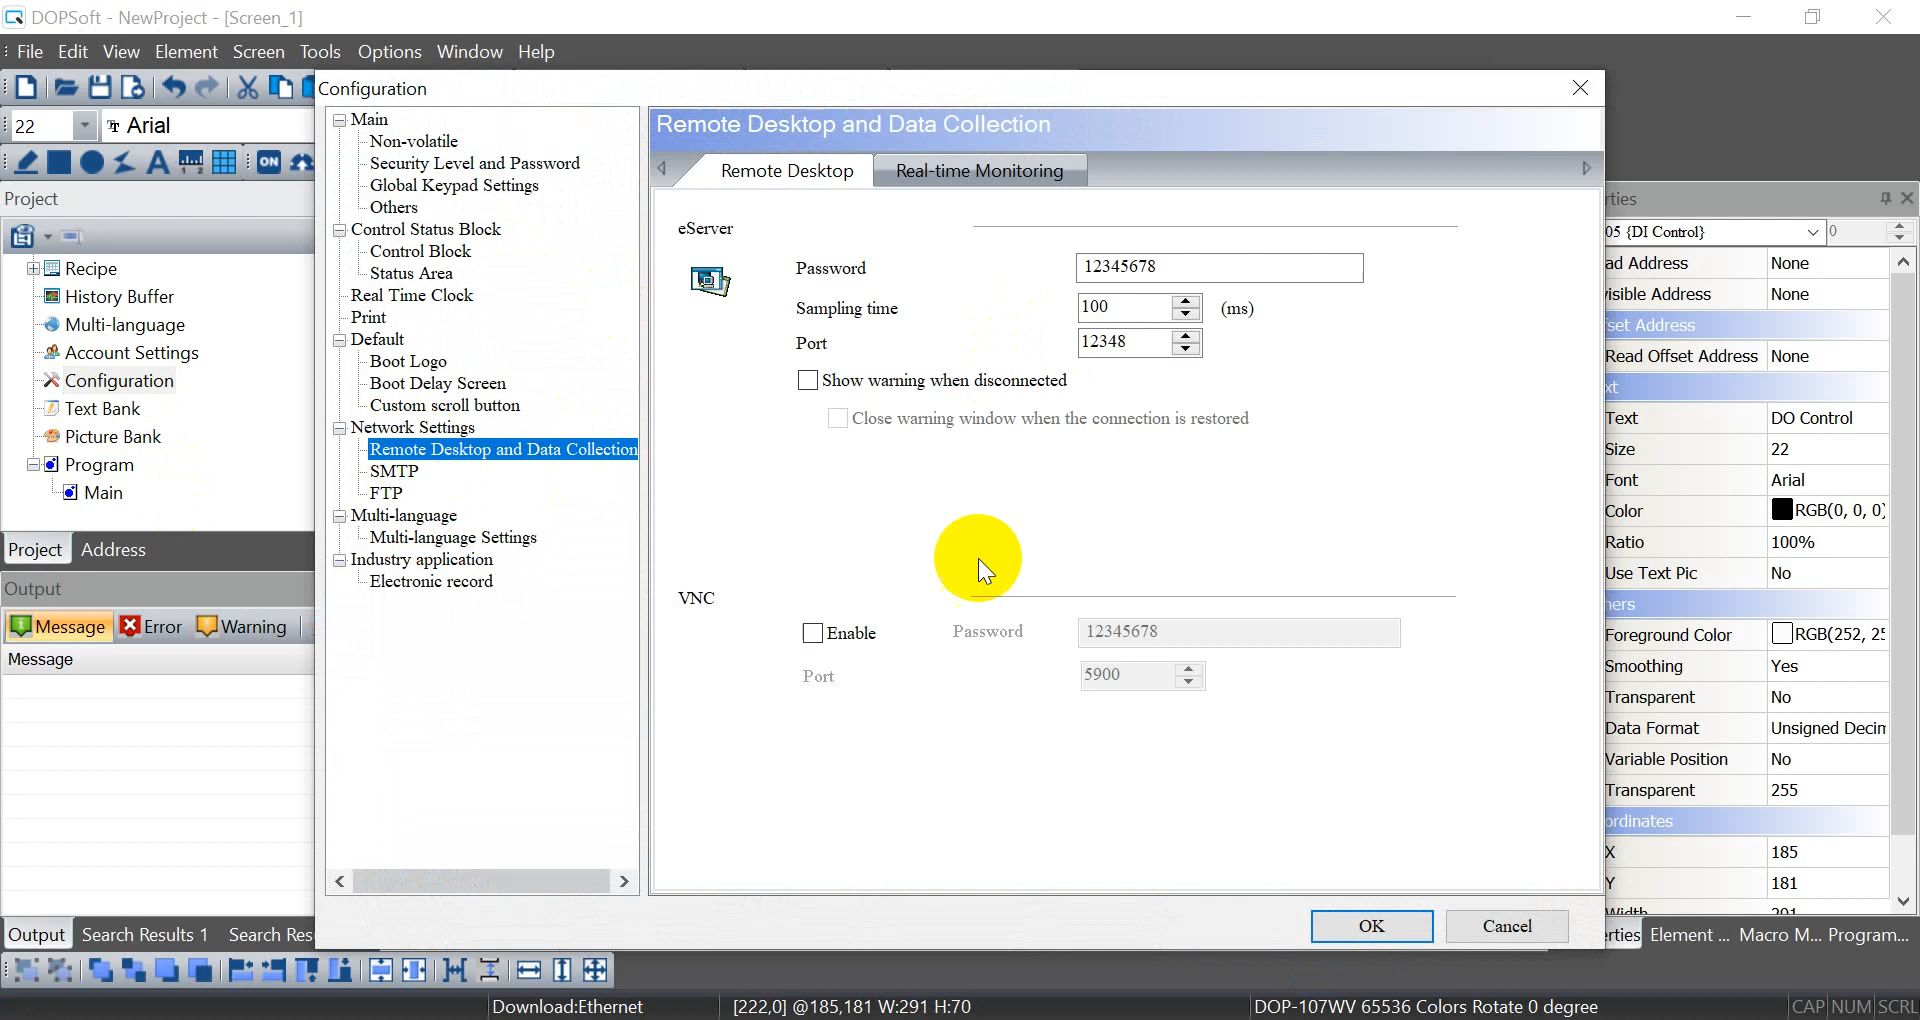 DOPSoft - NewProject - [Screen_1]
File Edit View Element Screen Tools Options Window Help
22 Arial
ON
Project
Recipe
History Buffer
Multi-language
Account Settings
Configuration
Text Bank
Picture Bank
Program
Main
Project Address
Output
Message Error Warning
Message
Output Search Results 1 Search Res
Configuration
Main
Non-volatile
Security Level and Password
Global Keypad Settings
Others
Control Status Block
Control Block
Status Area
Real Time Clock
Print
Default
Boot Logo
Boot Delay Screen
Custom scroll button
Network Settings
Remote Desktop and Data Collection
SMTP
FTP
Multi-language
Multi-language Settings
Industry application
Electronic record
Remote Desktop and Data Collection
Remote Desktop Real-time Monitoring
eServer
Password 12345678
Sampling time 100 (ms)
Port 12348
Show warning when disconnected
Close warning window when the connection is restored
VNC
Enable Password 12345678
Port 5900
OK Cancel
rties
05 {DI Control} 0
ad Address None
isible Address None
set Address
Read Offset Address None
xt
Text DO Control
Size 22
Font Arial
Color RGB(0, 0, 0)
Ratio 100%
Use Text Pic No
hers
Foreground Color RGB(252, 25
Smoothing Yes
Transparent No
Data Format Unsigned Decim
Variable Position No
Transparent 255
ordinates
X 185
Y 181
Width 291
erties Element ... Macro M... Program...
Download:Ethernet [222,0] @185,181 W:291 H:70 DOP-107WV 65536 Colors Rotate 0 degree CAP NUM SCRL